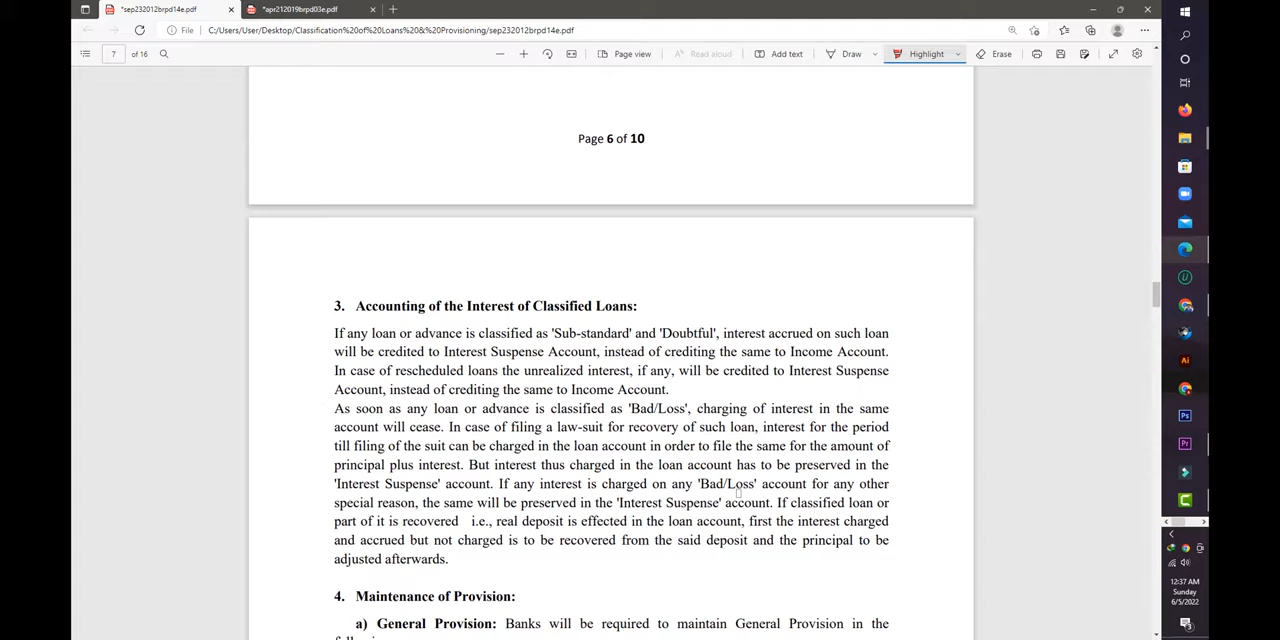 *sep232012brpd14e.pdf
*apr212019brpd03e.pdf
File
C:/Users/User/Desktop/Classification%20of%20Loans%20&%20Provisioning/sep232012brpd14e.pdf
7 of 16
Page view
Read aloud
Add text
Draw
Highlight
Erase
Page 6 of 10
3. Accounting of the Interest of Classified Loans:
If any loan or advance is classified as 'Sub-standard' and 'Doubtful', interest accrued on such loan
will be credited to Interest Suspense Account, instead of crediting the same to Income Account.
In case of rescheduled loans the unrealized interest, if any, will be credited to Interest Suspense
Account, instead of crediting the same to Income Account.
As soon as any loan or advance is classified as 'Bad/Loss', charging of interest in the same
account will cease. In case of filing a law-suit for recovery of such loan, interest for the period
till filing of the suit can be charged in the loan account in order to file the same for the amount of
principal plus interest. But interest thus charged in the loan account has to be preserved in the
'Interest Suspense' account. If any interest is charged on any 'Bad/Loss' account for any other
special reason, the same will be preserved in the 'Interest Suspense' account. If classified loan or
part of it is recovered i.e., real deposit is effected in the loan account, first the interest charged
and accrued but not charged is to be recovered from the said deposit and the principal to be
adjusted afterwards.
4. Maintenance of Provision:
a) General Provision: Banks will be required to maintain General Provision in the
Ai
Ps
Pr
12:37 AM
Sunday
6/5/2022